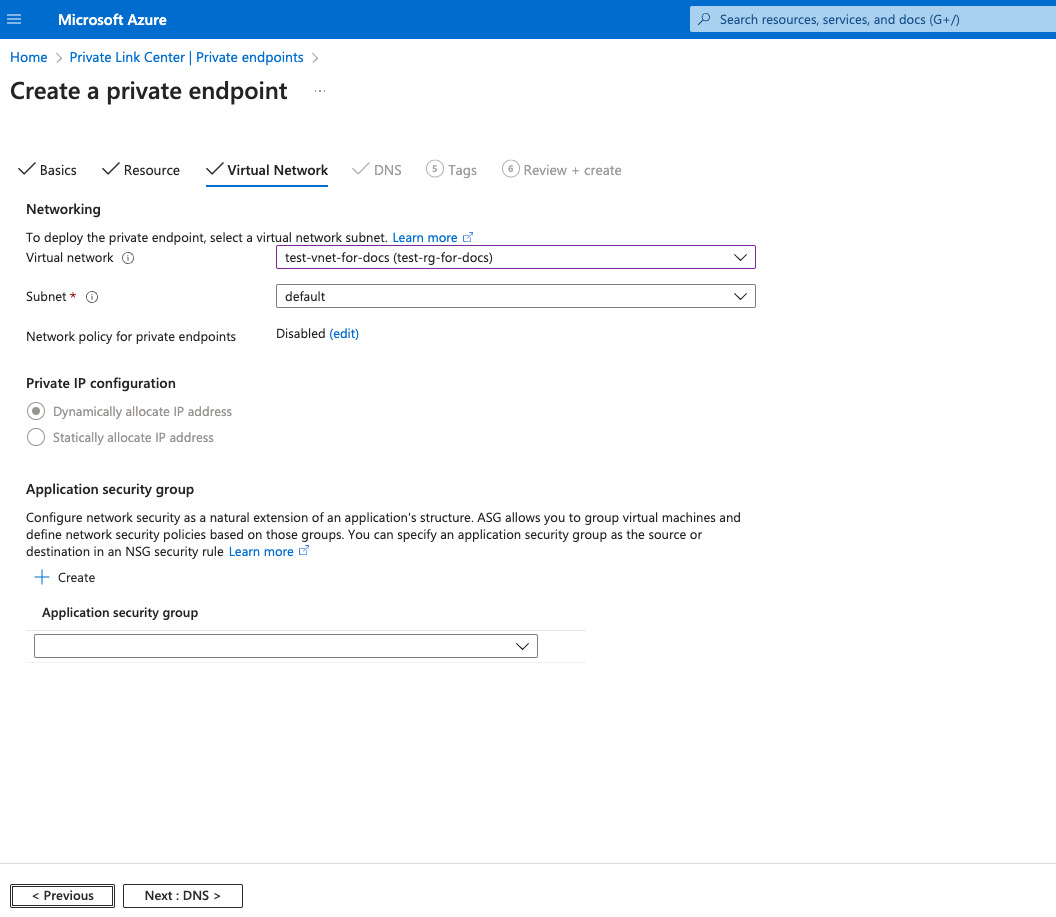 Microsoft Azure
Search resources, services, and docs (G+/)
Home > Private Link Center | Private endpoints >
Create a private endpoint ...
Basics Resource Virtual Network DNS 5 Tags 6 Review + create
Networking
To deploy the private endpoint, select a virtual network subnet. Learn more
Virtual network test-vnet-for-docs (test-rg-for-docs)
Subnet * default
Network policy for private endpoints Disabled (edit)
Private IP configuration
Dynamically allocate IP address
Statically allocate IP address
Application security group
Configure network security as a natural extension of an application's structure. ASG allows you to group virtual machines and
define network security policies based on those groups. You can specify an application security group as the source or
destination in an NSG security rule Learn more
Create
Application security group
< Previous Next : DNS >